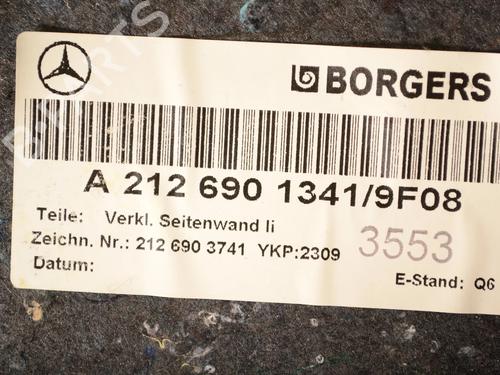 BORGERS
A 212 690 1341/9F08
Teile: Verkl. Seitenwand li
Zeichn. Nr.: 212 690 3741 YKP:2309 3553
Datum:
E-Stand: Q6
B-PARTS